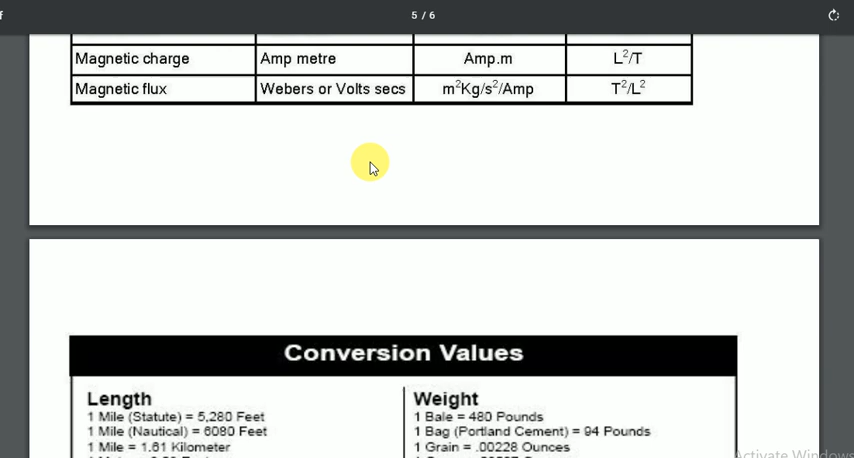 5 / 6
Magnetic charge Amp metre Amp.m L²/T
Magnetic flux Webers or Volts secs m²Kg/s²/Amp T²/L²
Conversion Values
Length
1 Mile (Statute) = 5,280 Feet
1 Mile (Nautical) = 6080 Feet
1 Mile = 1.61 Kilometer
Weight
1 Bale = 480 Pounds
1 Bag (Portland Cement) = 94 Pounds
1 Grain = .00228 Ounces
Activate Windows